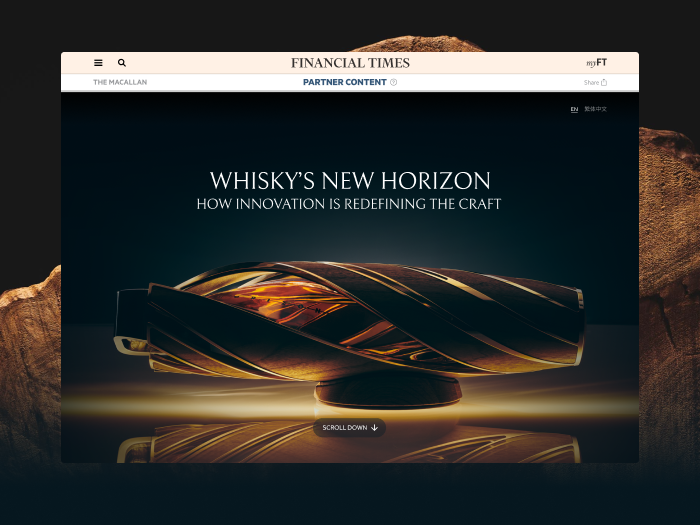 FINANCIAL TIMES
myFT
THE MACALLAN
PARTNER CONTENT ?
Share
EN 繁体中文
WHISKY’S NEW HORIZON
HOW INNOVATION IS REDEFINING THE CRAFT
SCROLL DOWN